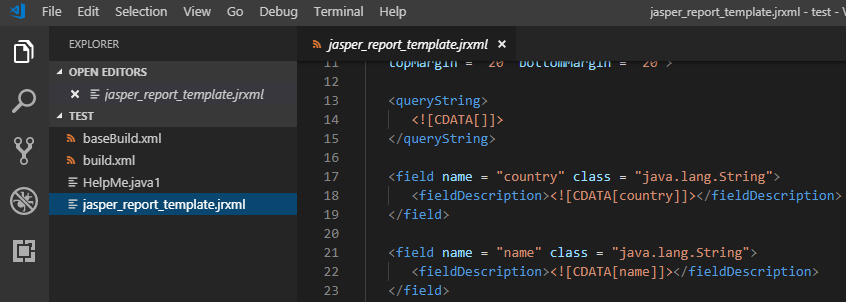 File Edit Selection View Go Debug Terminal Help jasper_report_template.jrxml - test - V
EXPLORER
OPEN EDITORS
jasper_report_template.jrxml
TEST
baseBuild.xml
build.xml
HelpMe.java1
jasper_report_template.jrxml
jasper_report_template.jrxml
11 topMargin = "20" bottomMargin = "20">
12
13 <queryString>
14 <![CDATA[]]>
15 </queryString>
16
17 <field name = "country" class = "java.lang.String">
18 <fieldDescription><![CDATA[country]]></fieldDescription>
19 </field>
20
21 <field name = "name" class = "java.lang.String">
22 <fieldDescription><![CDATA[name]]></fieldDescription>
23 </field>